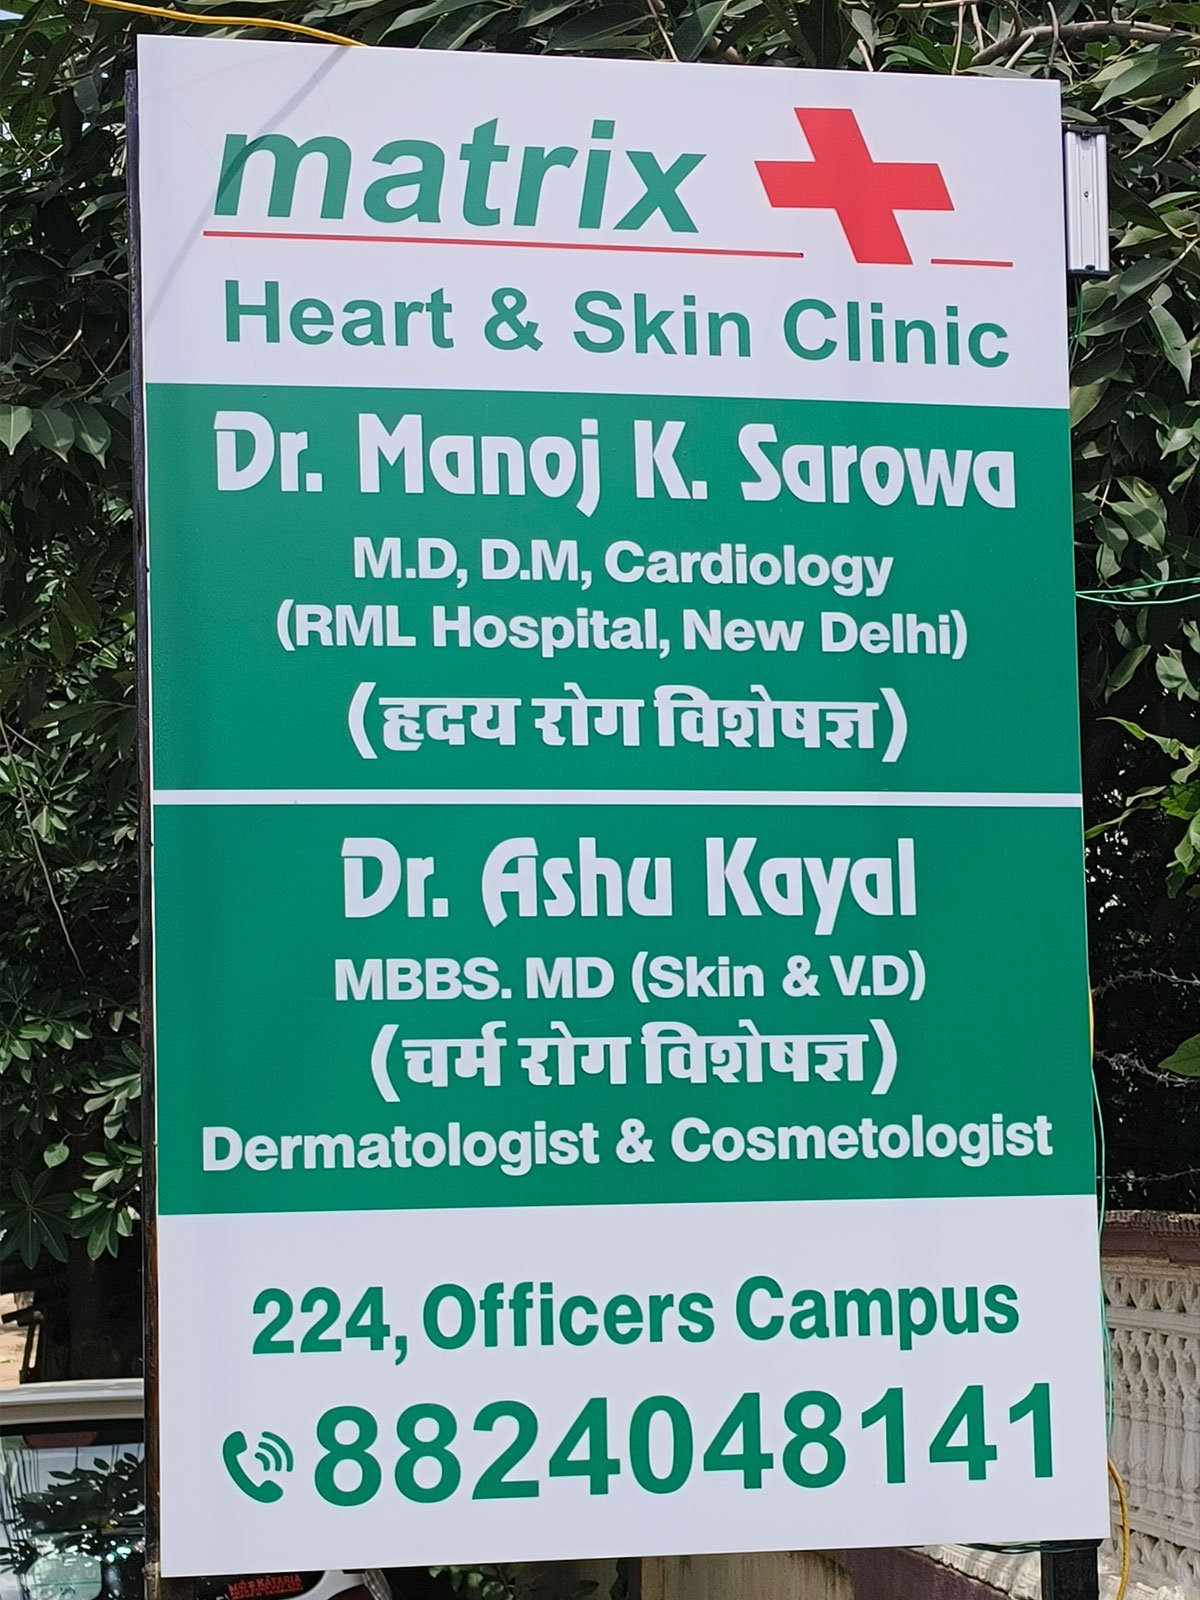 matrix
Heart & Skin Clinic
Dr. Manoj K. Sarowa
M.D, D.M, Cardiology
(RML Hospital, New Delhi)
(हृदय रोग विशेषज्ञ)
Dr. Ashu Kayal
MBBS. MD (Skin & V.D)
(चर्म रोग विशेषज्ञ)
Dermatologist & Cosmetologist
224, Officers Campus
8824048141
KATARIA